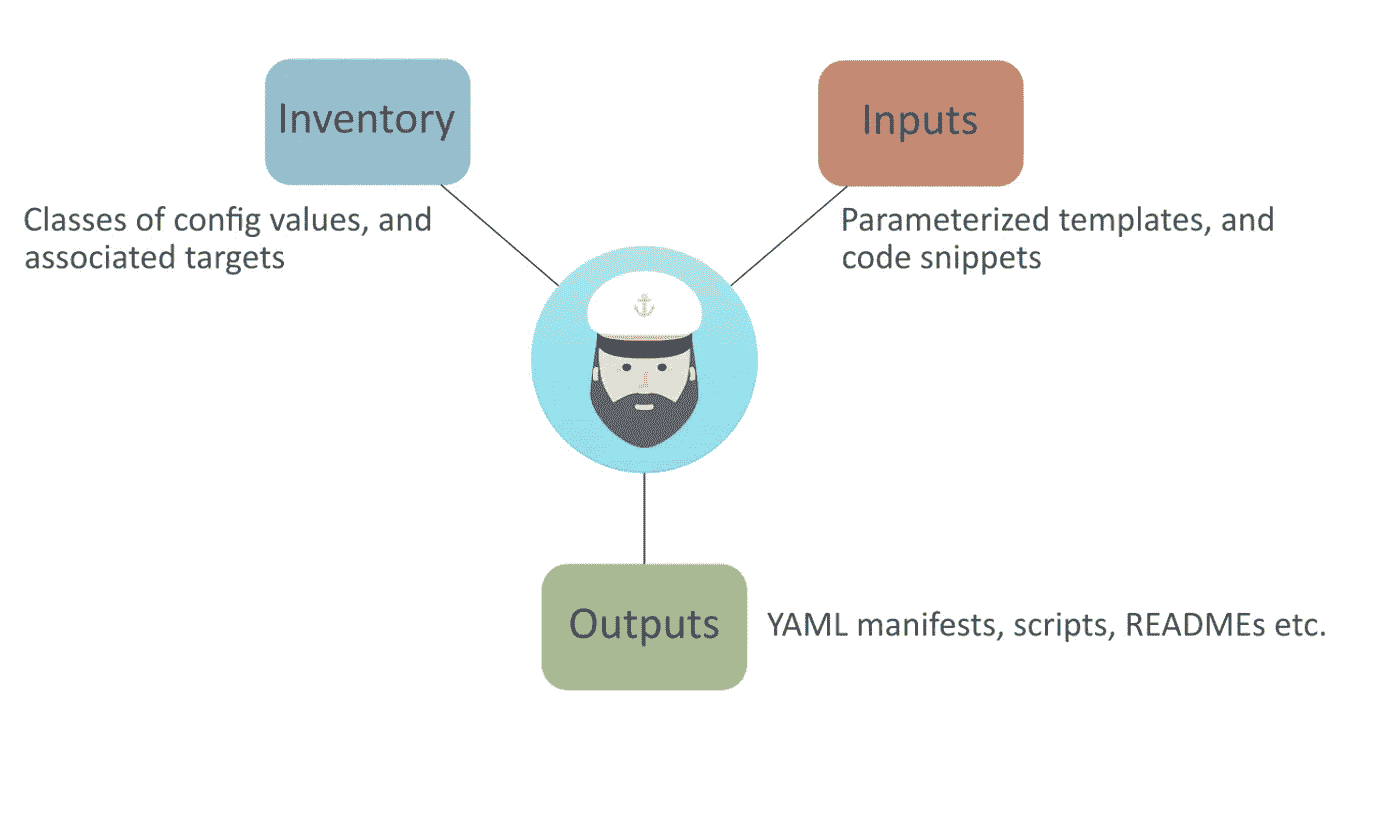 Inventory
Inputs
Classes of config values, and
associated targets
Parameterized templates, and
code snippets
Outputs
YAML manifests, scripts, READMEs etc.